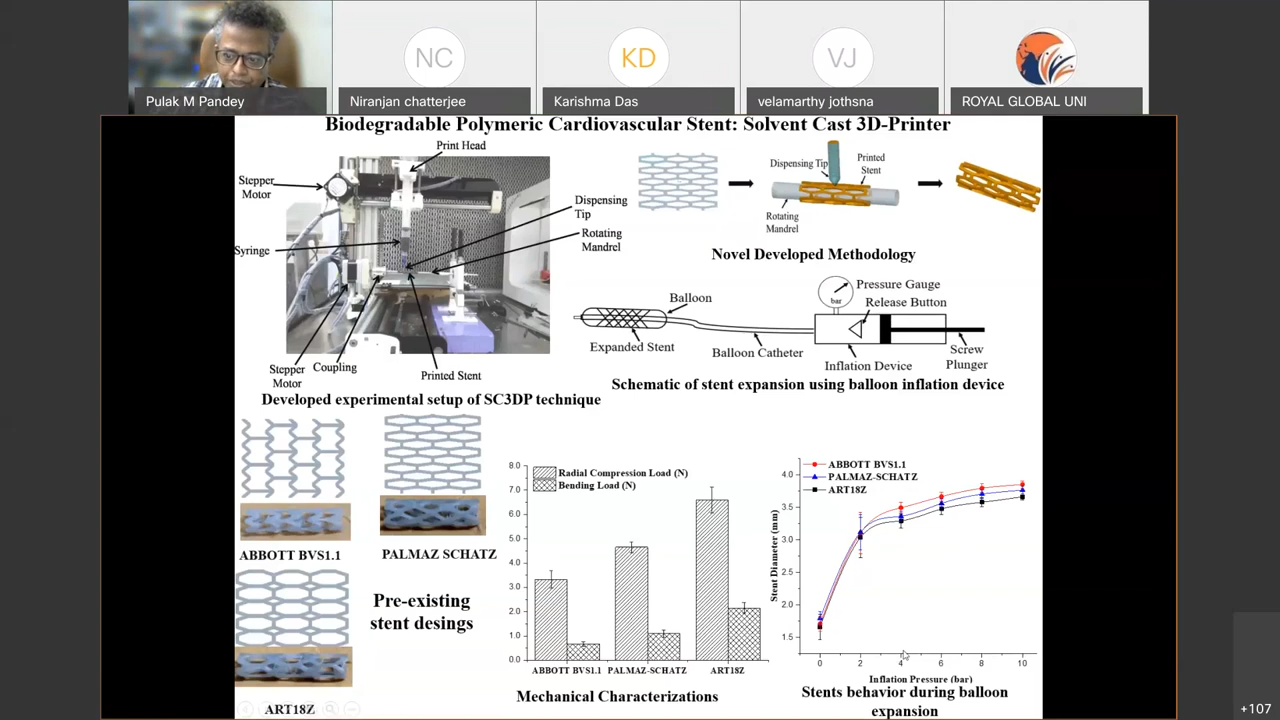 NC
KD
VJ
Pulak M Pandey
Niranjan chatterjee
Karishma Das
velamarthy jothsna
ROYAL GLOBAL UNI
Biodegradable Polymeric Cardiovascular Stent: Solvent Cast 3D-Printer
Print Head
Stepper
Motor
Syringe
Dispensing
Tip
Rotating
Mandrel
Stepper
Motor
Coupling
Printed Stent
Developed experimental setup of SC3DP technique
Dispensing
Tip
Printed
Stent
Rotating
Mandrel
Novel Developed Methodology
Balloon
Expanded Stent
Balloon Catheter
bar
Pressure Gauge
Release Button
Inflation Device
Screw
Plunger
Schematic of stent expansion using balloon inflation device
ABBOTT BVS1.1
PALMAZ SCHATZ
ART18Z
Pre-existing
stent desings
8.0
7.0
6.0
5.0
4.0
3.0
2.0
1.0
0.0
Radial Compression Load (N)
Bending Load (N)
ABBOTT BVS1.1
PALMAZ-SCHATZ
ART18Z
Mechanical Characterizations
ABBOTT BVS1.1
PALMAZ-SCHATZ
ART18Z
Stent Diameter (mm)
4.0
3.5
3.0
2.5
2.0
1.5
0
2
4
6
8
10
Inflation Pressure (bar)
Stents behavior during balloon
expansion
+107